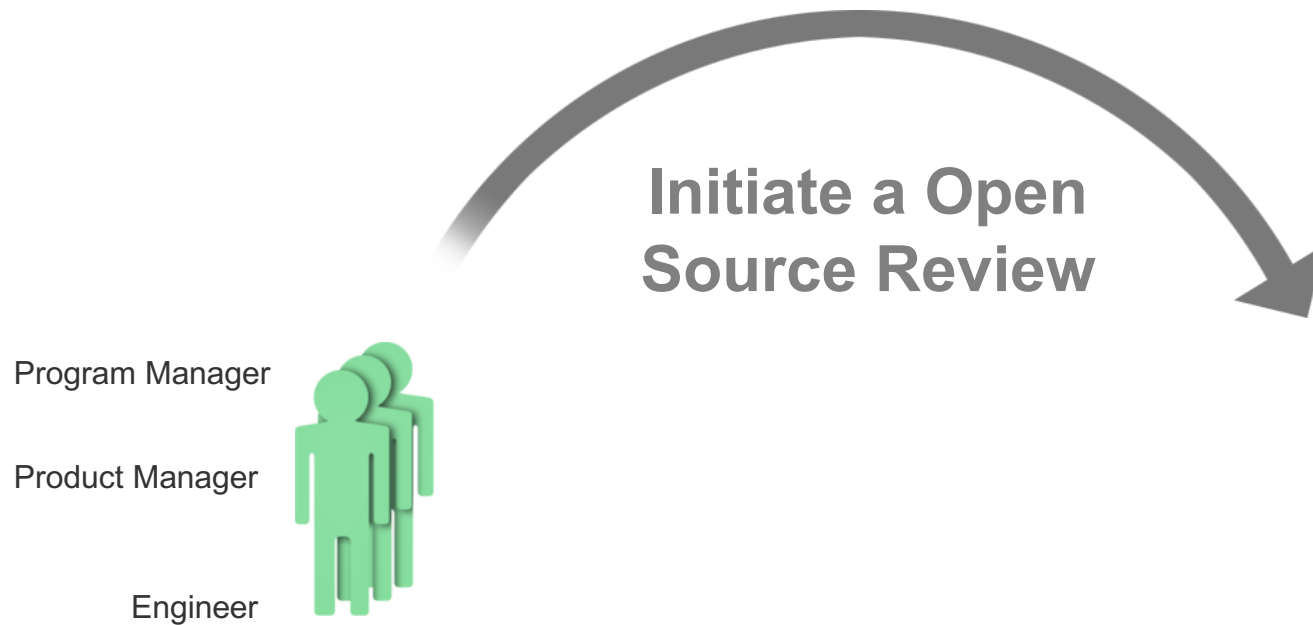 Initiate a Open
Source Review
Program Manager
Product Manager
Engineer